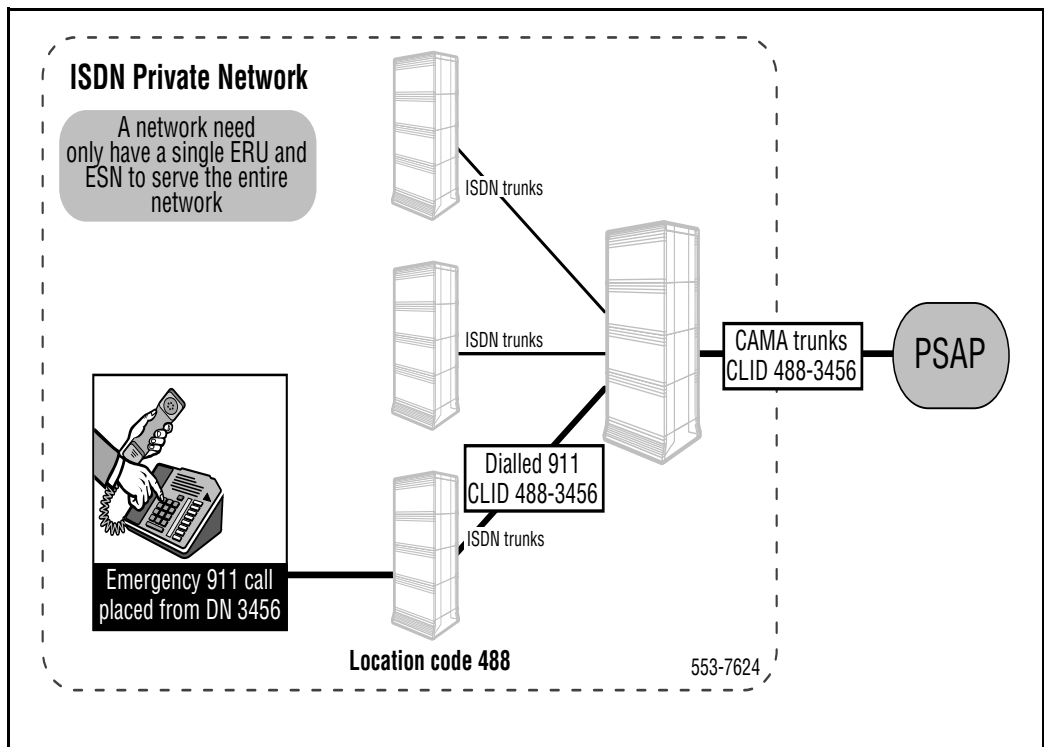 ISDN Private Network
A network need
only have a single ERU and
ESN to serve the entire
network
ISDN trunks
ISDN trunks
CAMA trunks
CLID 488-3456
PSAP
Dialled 911
CLID 488-3456
ISDN trunks
Emergency 911 call
placed from DN 3456
Location code 488
553-7624